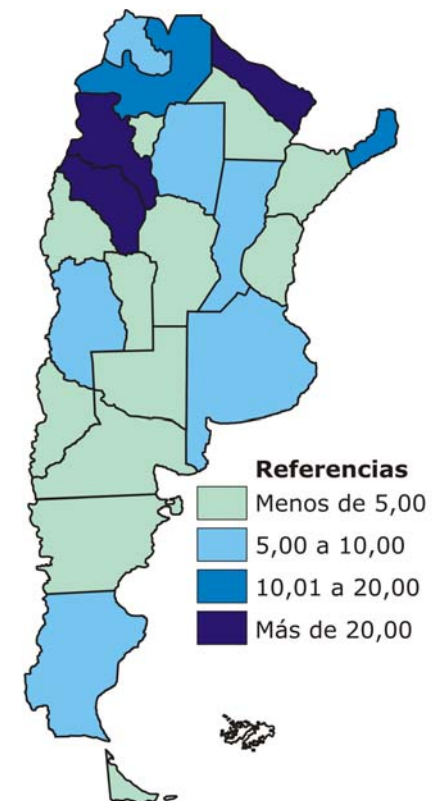 Referencias
Menos de 5,00
5,00 a 10,00
10,01 a 20,00
Más de 20,00